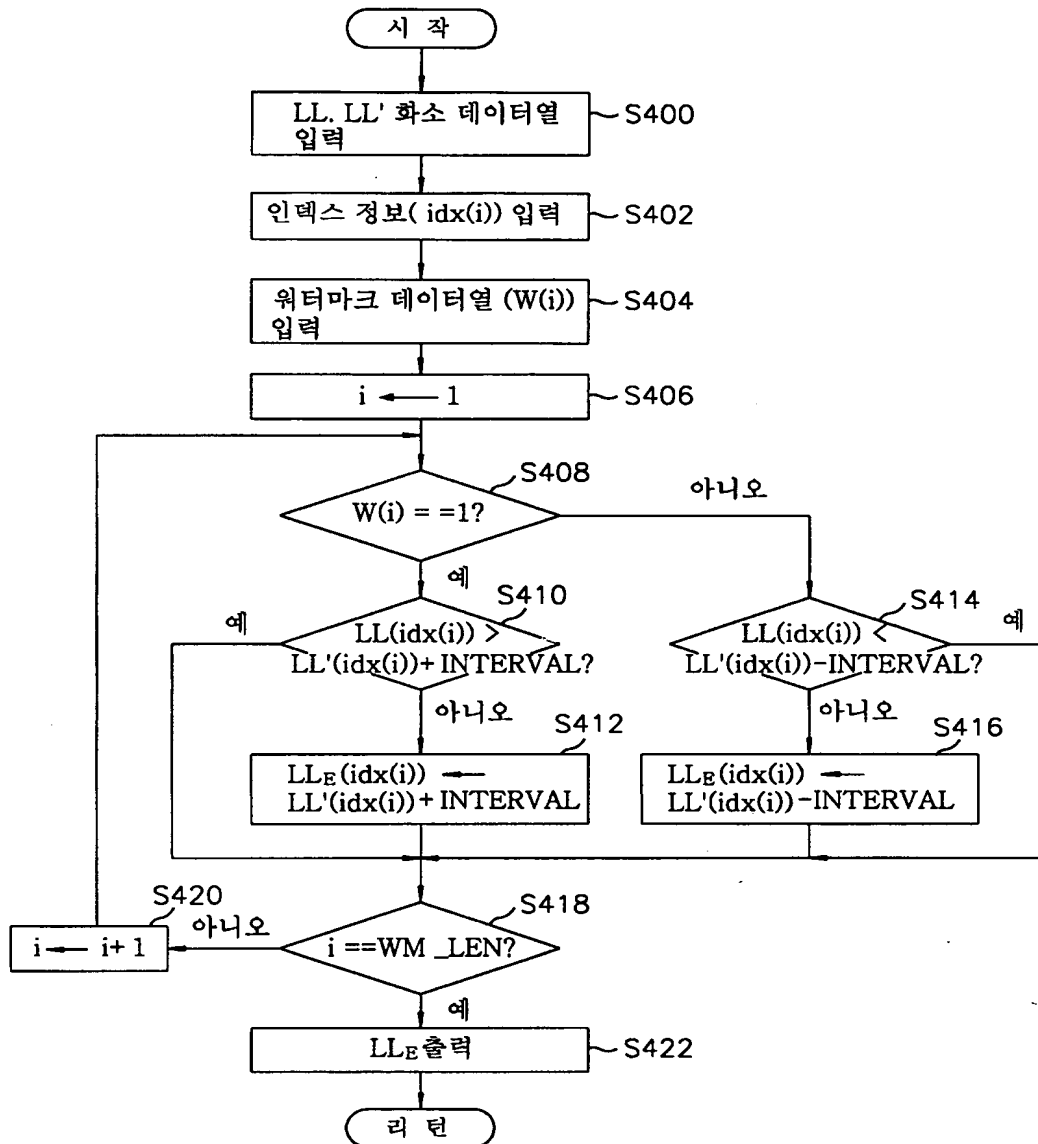 시 작
LL. LL' 화소 데이터열
입력
S400
인덱스 정보( idx(i)) 입력
S402
워터마크 데이터열 (W(i))
입력
S404
i ← 1
S406
S408
W(i) = =1?
아니오
예
S410
예
LL(idx(i)) >
LL'(idx(i))+INTERVAL?
S414
예
LL(idx(i)) <
LL'(idx(i))-INTERVAL?
아니오
아니오
S412
LLE(idx(i)) ←
LL'(idx(i))+INTERVAL
S416
LLE(idx(i)) ←
LL'(idx(i))-INTERVAL
S420
아니오
i ← i+1
S418
i ==WM _LEN?
예
LLE출력
S422
리 턴